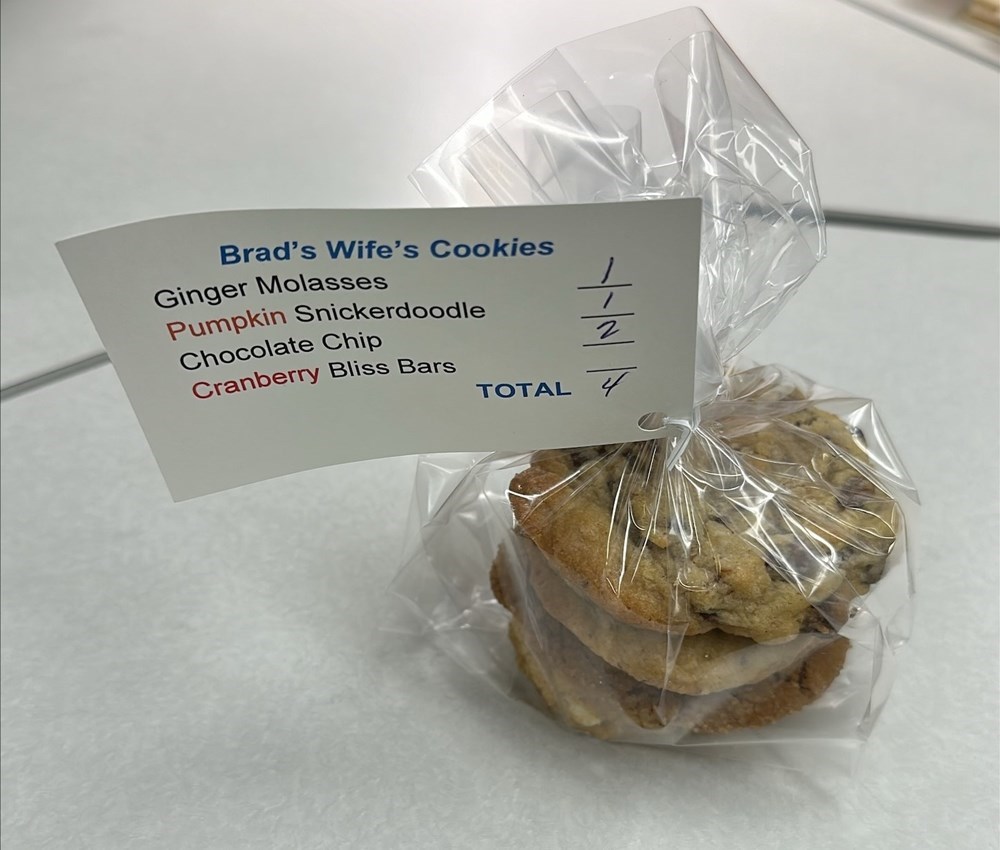 Brad's Wife's Cookies
Ginger Molasses 1
Pumpkin Snickerdoodle 1
Chocolate Chip 2
Cranberry Bliss Bars
TOTAL 4